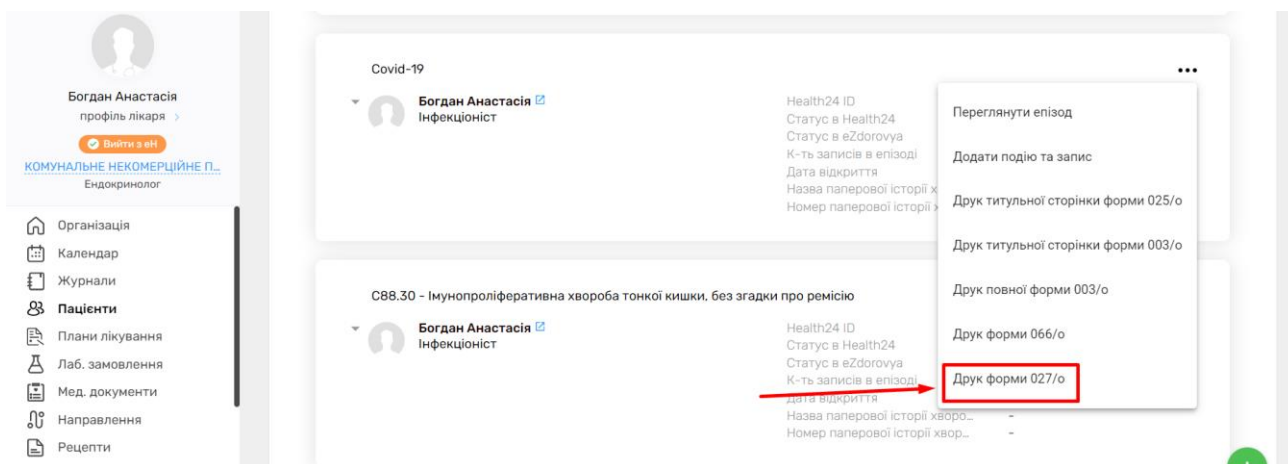 Богдан Анастасія
профіль лікаря
Вийти з еН
КОМУНАЛЬНЕ НЕКОМЕРЦІЙНЕ П...
Ендокринолог
Організація
Календар
Журнали
Пацієнти
Плани лікування
Лаб. замовлення
Мед. документи
Направлення
Рецепти
Covid-19
Богдан Анастасія
Інфекціоніст
Health24 ID
Статус в Health24
Статус в eZdorovya
К-ть записів в епізоді
Дата відкриття
Назва паперової історії х
Номер паперової історії
Переглянути епізод
Додати подію та запис
Друк титульної сторінки форми 025/о
Друк титульної сторінки форми 003/о
Друк повної форми 003/о
Друк форми 066/о
Друк форми 027/о
C88.30 - Імунопроліферативна хвороба тонкої кишки, без згадки про ремісію
Богдан Анастасія
Інфекціоніст
Health24 ID
Статус в Health24
Статус в eZdorovya
К-ть записів в епізоді
Дата відкриття
Назва паперової історії хворо... -
Номер паперової історії хвор... -